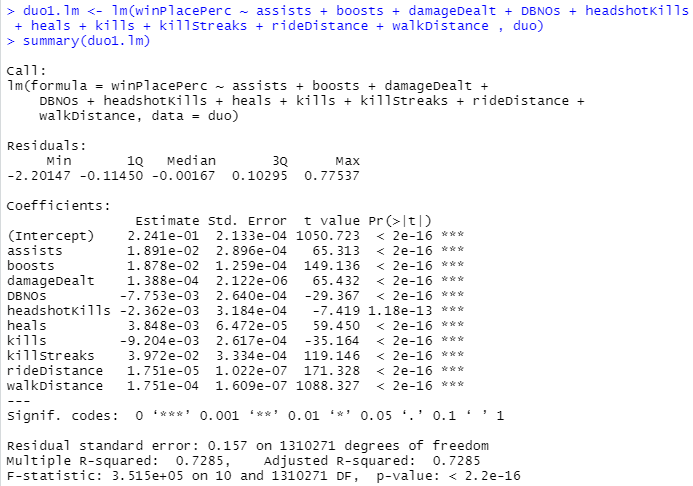 > duo1.lm <- lm(winPlacePerc ~ assists + boosts + damageDealt + DBNOs + headshotKills
 + heals + kills + killStreaks + rideDistance + walkDistance , duo)
> summary(duo1.lm)
Call:
lm(formula = winPlacePerc ~ assists + boosts + damageDealt +
    DBNOs + headshotKills + heals + kills + killStreaks + rideDistance +
    walkDistance, data = duo)
Residuals:
     Min       1Q   Median       3Q      Max
-2.20147 -0.11450 -0.00167  0.10295  0.77537
Coefficients:
                Estimate Std. Error  t value Pr(>|t|)
(Intercept)    2.241e-01  2.133e-04 1050.723  < 2e-16 ***
assists        1.891e-02  2.896e-04   65.313  < 2e-16 ***
boosts         1.878e-02  1.259e-04  149.136  < 2e-16 ***
damageDealt    1.388e-04  2.122e-06   65.432  < 2e-16 ***
DBNOs         -7.753e-03  2.640e-04  -29.367  < 2e-16 ***
headshotKills -2.362e-03  3.184e-04   -7.419 1.18e-13 ***
heals          3.848e-03  6.472e-05   59.450  < 2e-16 ***
kills         -9.204e-03  2.617e-04  -35.164  < 2e-16 ***
killStreaks    3.972e-02  3.334e-04  119.146  < 2e-16 ***
rideDistance   1.751e-05  1.022e-07  171.328  < 2e-16 ***
walkDistance   1.751e-04  1.609e-07 1088.327  < 2e-16 ***
---
Signif. codes:  0 ‘***’ 0.001 ‘**’ 0.01 ‘*’ 0.05 ‘.’ 0.1 ‘ ’ 1
Residual standard error: 0.157 on 1310271 degrees of freedom
Multiple R-squared:  0.7285,    Adjusted R-squared:  0.7285
F-statistic: 3.515e+05 on 10 and 1310271 DF,  p-value: < 2.2e-16